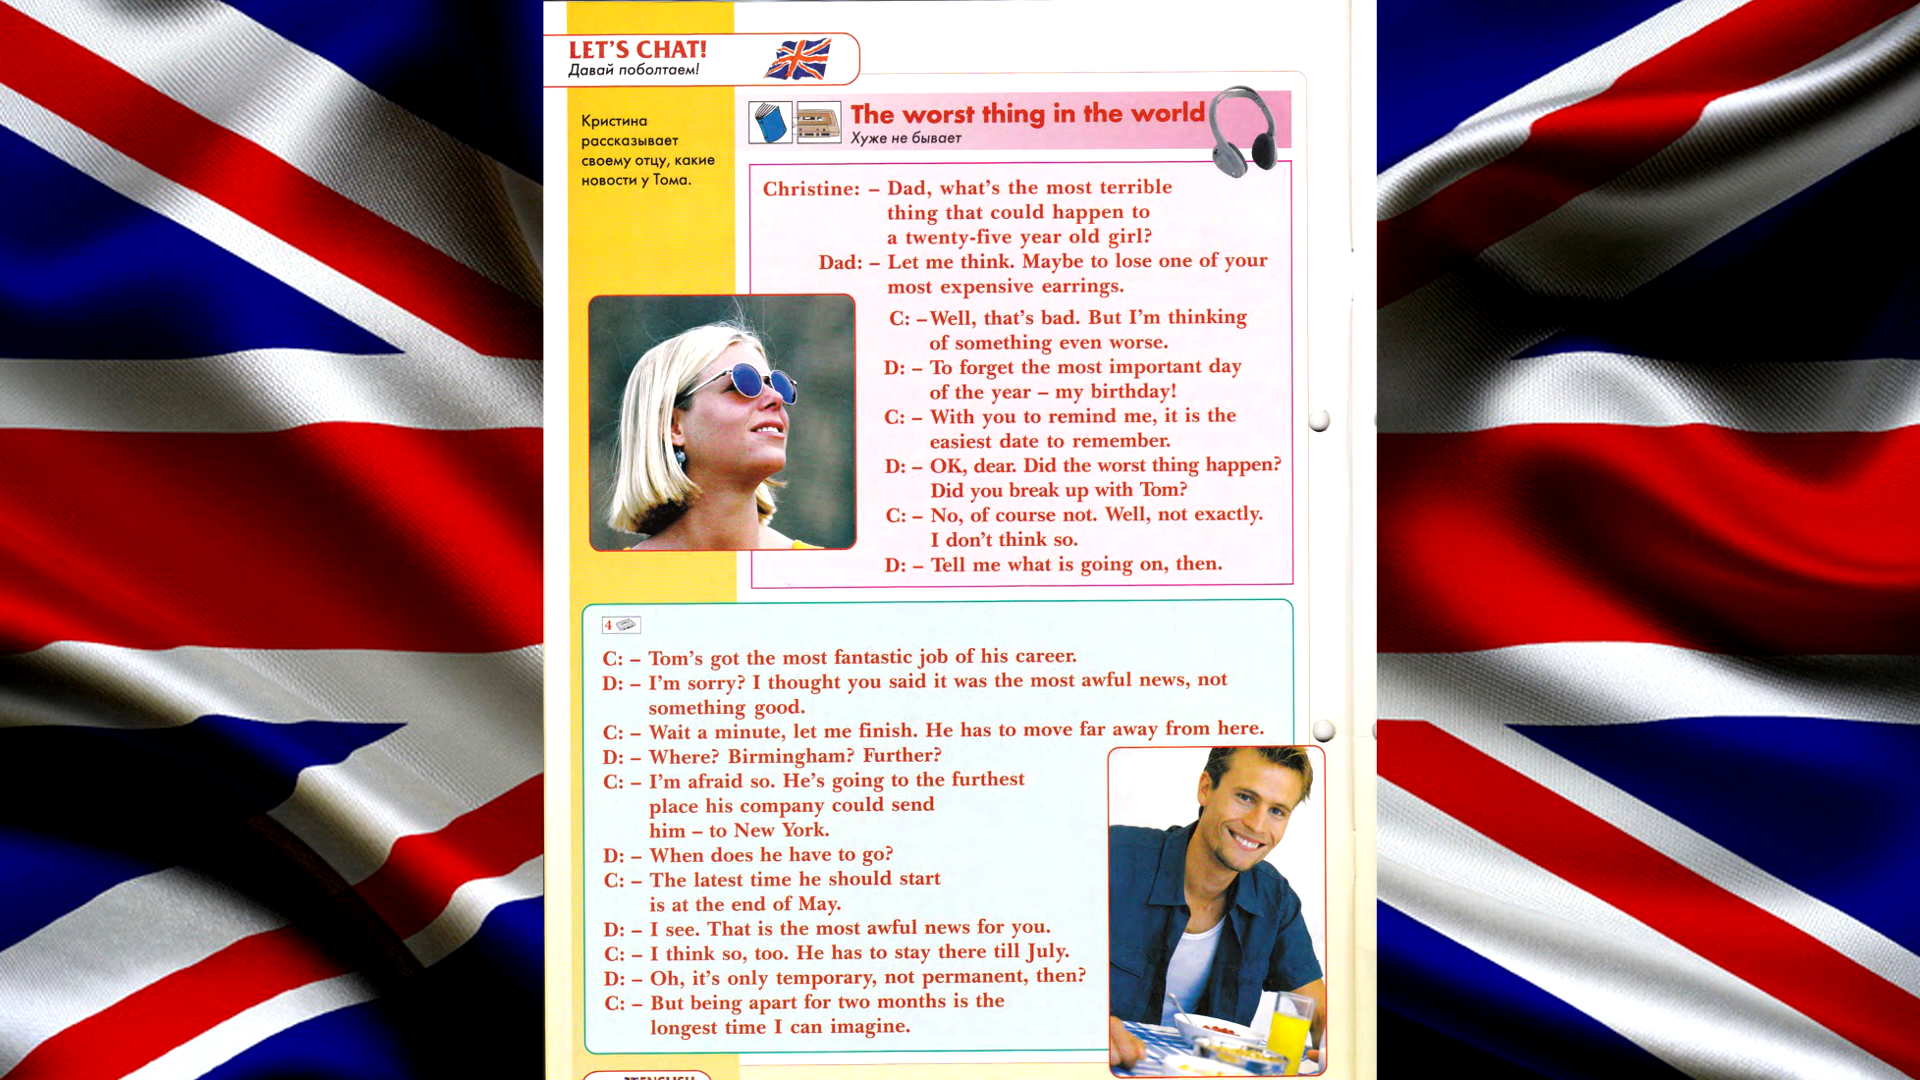 LET'S CHAT!
Давай поболтаем!
Кристина
рассказывает
своему отцу, какие
новости у Тома.
The worst thing in the world
Хуже не бывает
Christine: – Dad, what's the most terrible
thing that could happen to
a twenty-five year old girl?
Dad: – Let me think. Maybe to lose one of your
most expensive earrings.
C: – Well, that's bad. But I'm thinking
of something even worse.
D: – To forget the most important day
of the year – my birthday!
C: – With you to remind me, it is the
easiest date to remember.
D: – OK, dear. Did the worst thing happen?
Did you break up with Tom?
C: – No, of course not. Well, not exactly.
I don't think so.
D: – Tell me what is going on, then.
4
C: – Tom's got the most fantastic job of his career.
D: – I'm sorry? I thought you said it was the most awful news, not
something good.
C: – Wait a minute, let me finish. He has to move far away from here.
D: – Where? Birmingham? Further?
C: – I'm afraid so. He's going to the furthest
place his company could send
him – to New York.
D: – When does he have to go?
C: – The latest time he should start
is at the end of May.
D: – I see. That is the most awful news for you.
C: – I think so, too. He has to stay there till July.
D: – Oh, it's only temporary, not permanent, then?
C: – But being apart for two months is the
longest time I can imagine.